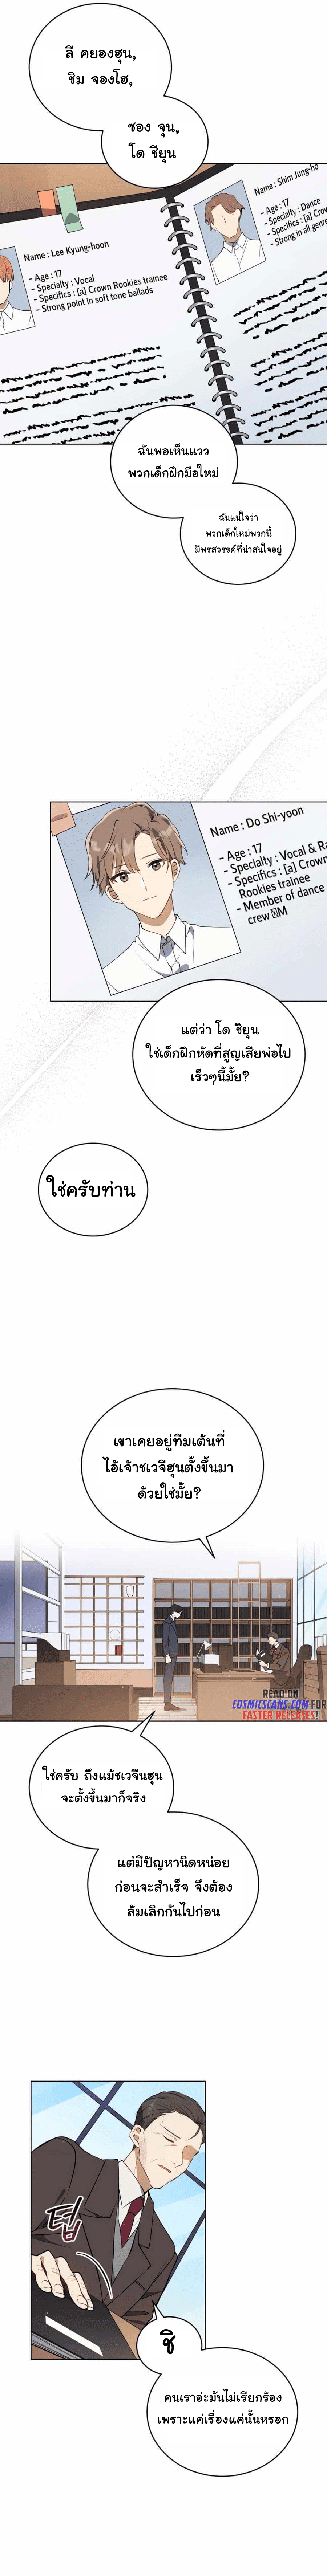 ลี คยองฮุน,
ชิม จองโฮ,
ซอง จุน,
โด ชียุน
Name : Lee Kyung-hoon
- Age : 17
- Specialty : Vocal
- Specifics : [a] Crown Rookies trainee
- Strong point in soft tone ballads
Name : Shim Jung-ho
- Age : 17
- Specialty : Dance
- Specifics : [a] Cr
- Strong in all genre
ฉันพอเห็นแวว
พวกเด็กฝึกมือใหม่
ฉันแน่ใจว่า
พวกเด็กใหม่พวกนี้
มีพรสวรรค์ที่น่าสนใจอยู่
Name : Do Shi-yoon
- Age : 17
- Specialty : Vocal & Ra
- Specifics : [a] Crown
Rookies trainee
- Member of dance
crew M
แต่ว่า โด ชิยุน
ใช่เด็กฝึกหัดที่สูญเสียพ่อไป
เร็วๆนี้มั้ย?
ใช่ครับท่าน
เขาเคยอยู่ทีมเต้นที่
ไอ้เจ้าชเวจีฮุนตั้งขึ้นมา
ด้วยใช่มั้ย?
READ ON
COSMICSCANS.COM FOR
FASTER RELEASES!
ใช่ครับ ถึงแม้ชเวจีนฮุน
จะตั้งขึ้นมาก็จริง
แต่มีปัญหานิดหน่อย
ก่อนจะสำเร็จ จึงต้อง
ล้มเลิกกันไปก่อน
텁
ชิ
คนเราอ่ะมันไม่เรียกร้อง
เพราะแค่เรื่องแค่นั้นหรอก